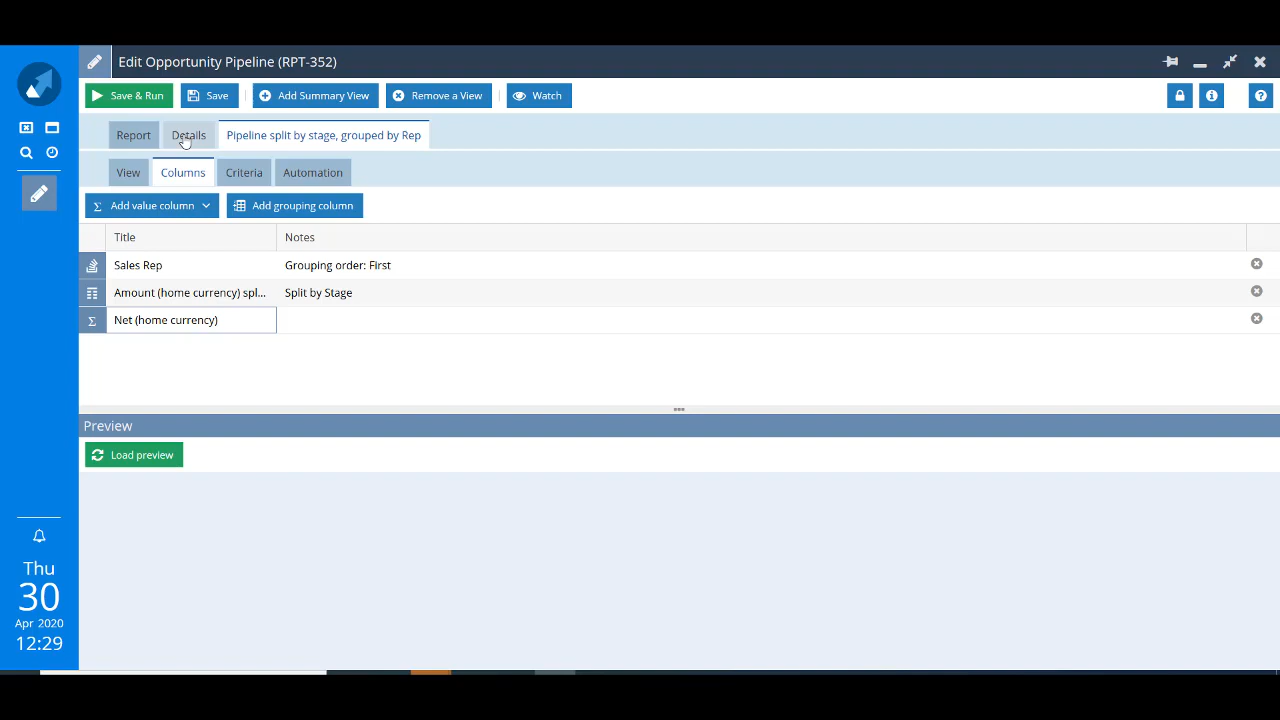 Edit Opportunity Pipeline (RPT-352)
Save & Run Save Add Summary View Remove a View Watch
Report Details Pipeline split by stage, grouped by Rep
View Columns Criteria Automation
Σ Add value column Add grouping column
Title Notes
Sales Rep Grouping order: First
Amount (home currency) spl... Split by Stage
Σ Net (home currency)
Preview
Load preview
Thu
30
Apr 2020
12:29